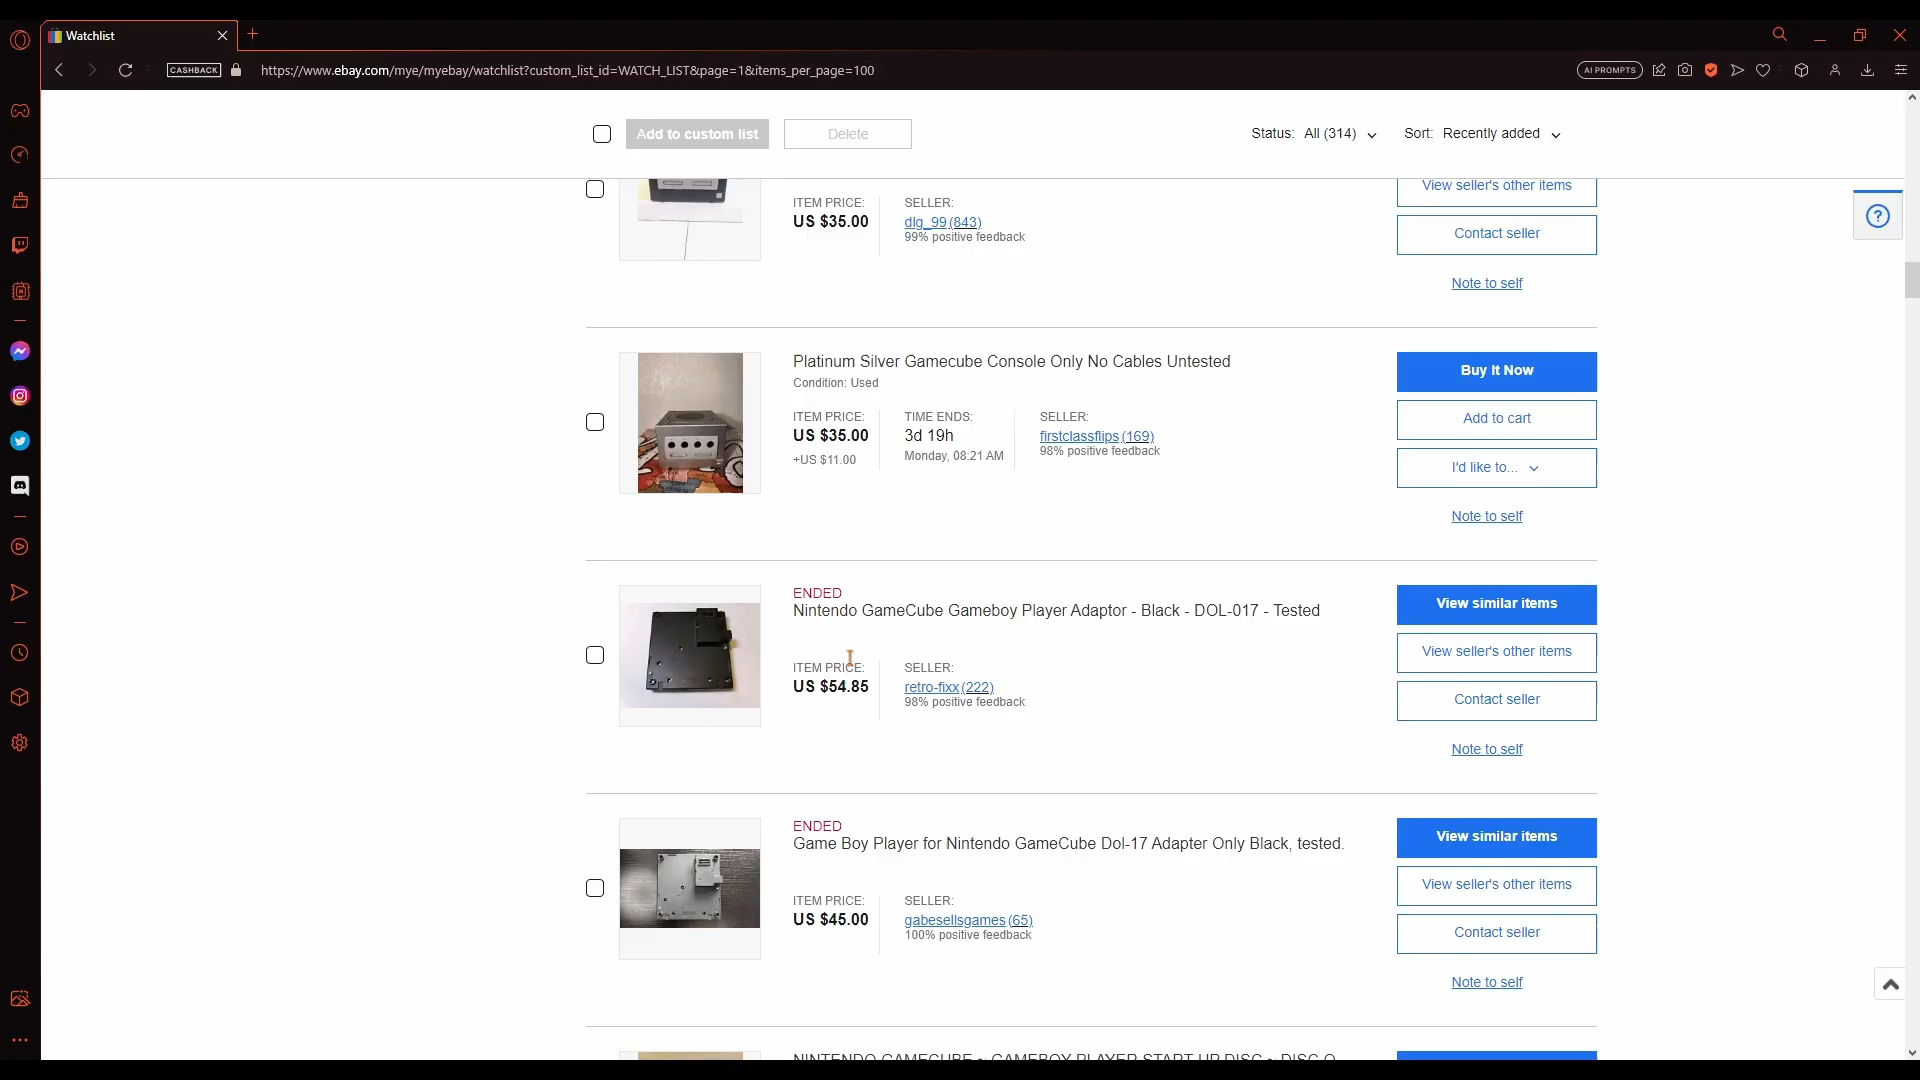 Watchlist
CASHBACK
https://www.ebay.com/mye/myebay/watchlist?custom_list_id=WATCH_LIST&page=1&items_per_page=100
AI PROMPTS
Add to custom list
Delete
Status: All (314)
Sort: Recently added
ITEM PRICE:
US $35.00
SELLER:
dlg_99 (843)
99% positive feedback
View seller's other items
Contact seller
Note to self
Platinum Silver Gamecube Console Only No Cables Untested
Condition: Used
ITEM PRICE:
US $35.00
+US $11.00
TIME ENDS:
3d 19h
Monday, 08:21 AM
SELLER:
firstclassflips (169)
98% positive feedback
Buy It Now
Add to cart
I'd like to...
Note to self
ENDED
Nintendo GameCube Gameboy Player Adaptor - Black - DOL-017 - Tested
ITEM PRICE:
US $54.85
SELLER:
retro-fixx (222)
98% positive feedback
View similar items
View seller's other items
Contact seller
Note to self
ENDED
Game Boy Player for Nintendo GameCube Dol-17 Adapter Only Black, tested.
ITEM PRICE:
US $45.00
SELLER:
gabesellsgames (65)
100% positive feedback
View similar items
View seller's other items
Contact seller
Note to self
NINTENDO GAMECUBE ~ GAMEBOY PLAYER START UP DISC ~ DISC O